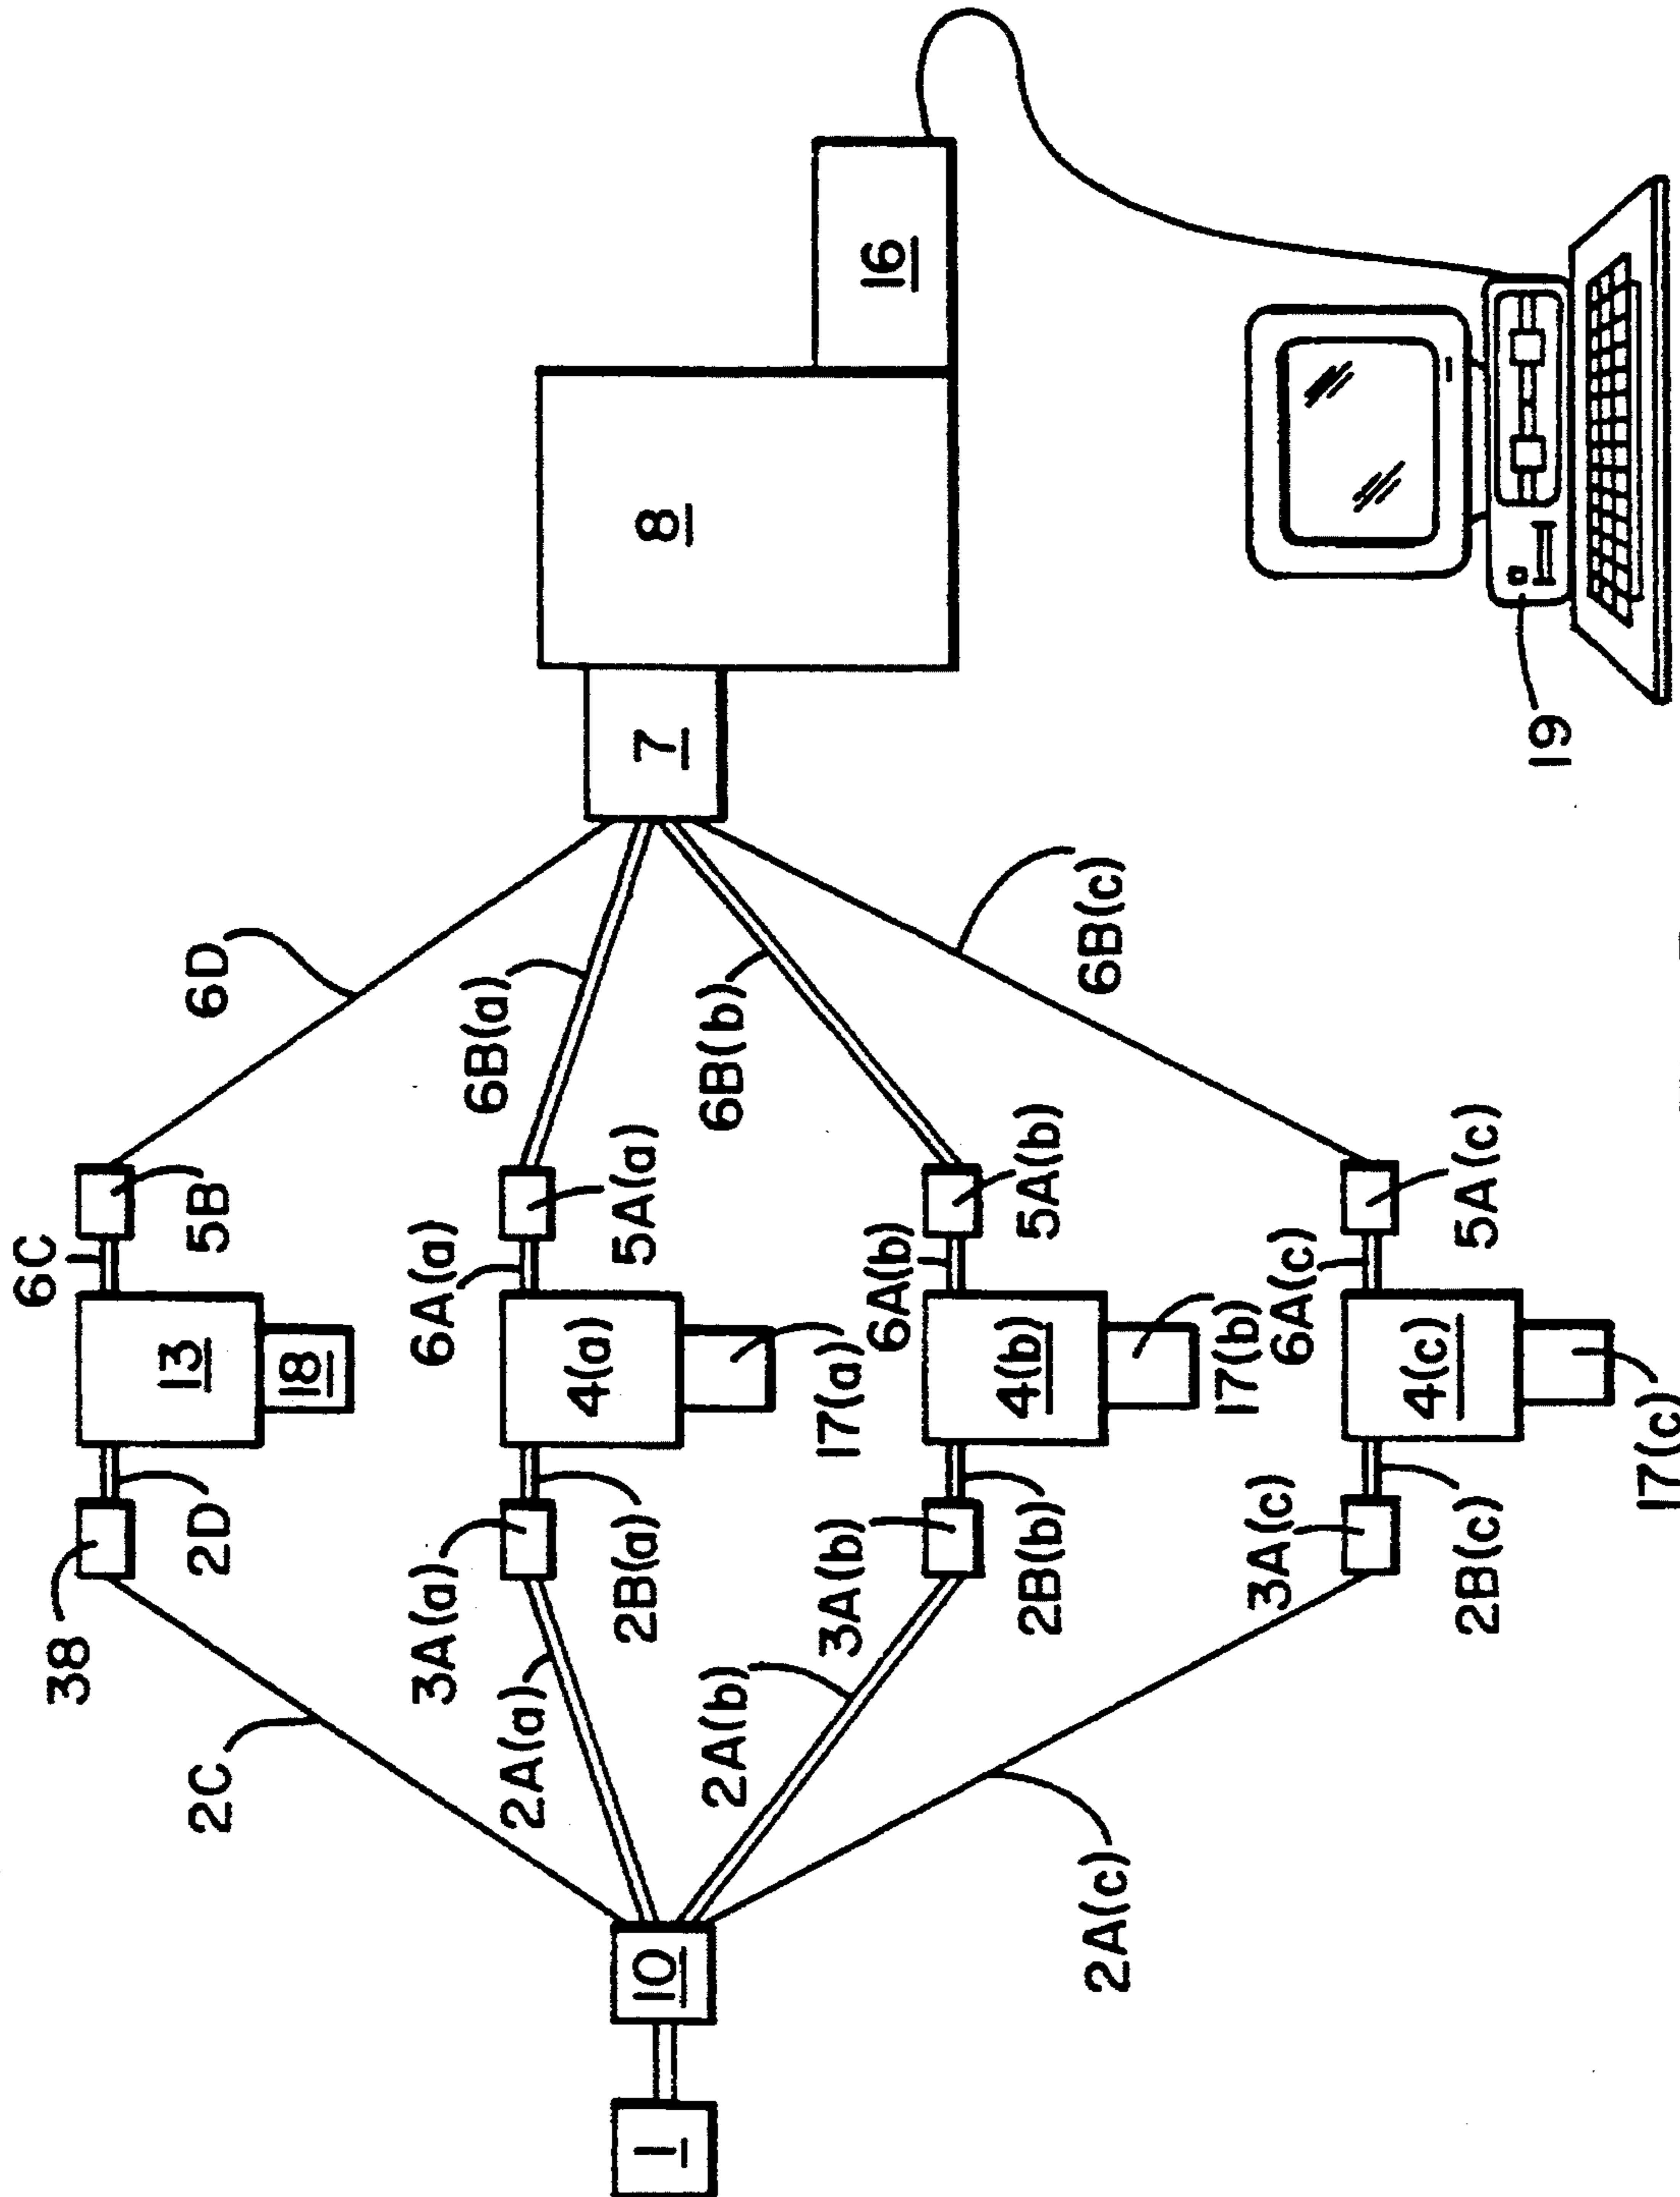 1
10
2C
38
2D
13
18
6C
5B
6D
2A(a)
3A(a)
2B(a)
4(a)
17(a)
6A(a)
5A(a)
6B(a)
2A(b)
3A(b)
2B(b)
4(b)
17(b)
6A(b)
5A(b)
6B(b)
2A(c)
3A(c)
2B(c)
4(c)
17(c)
6A(c)
5A(c)
6B(c)
7
8
16
19